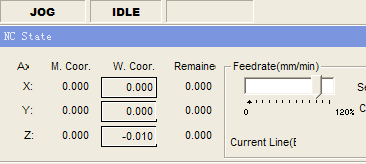 JOG IDLE
NC State
Ax M. Coor. W. Coor. Remaine Feedrate(mm/min)
X: 0.000 0.000 0.000
Y: 0.000 0.000 0.000
0 120%
Z: 0.000 -0.010 0.000
Current Line(